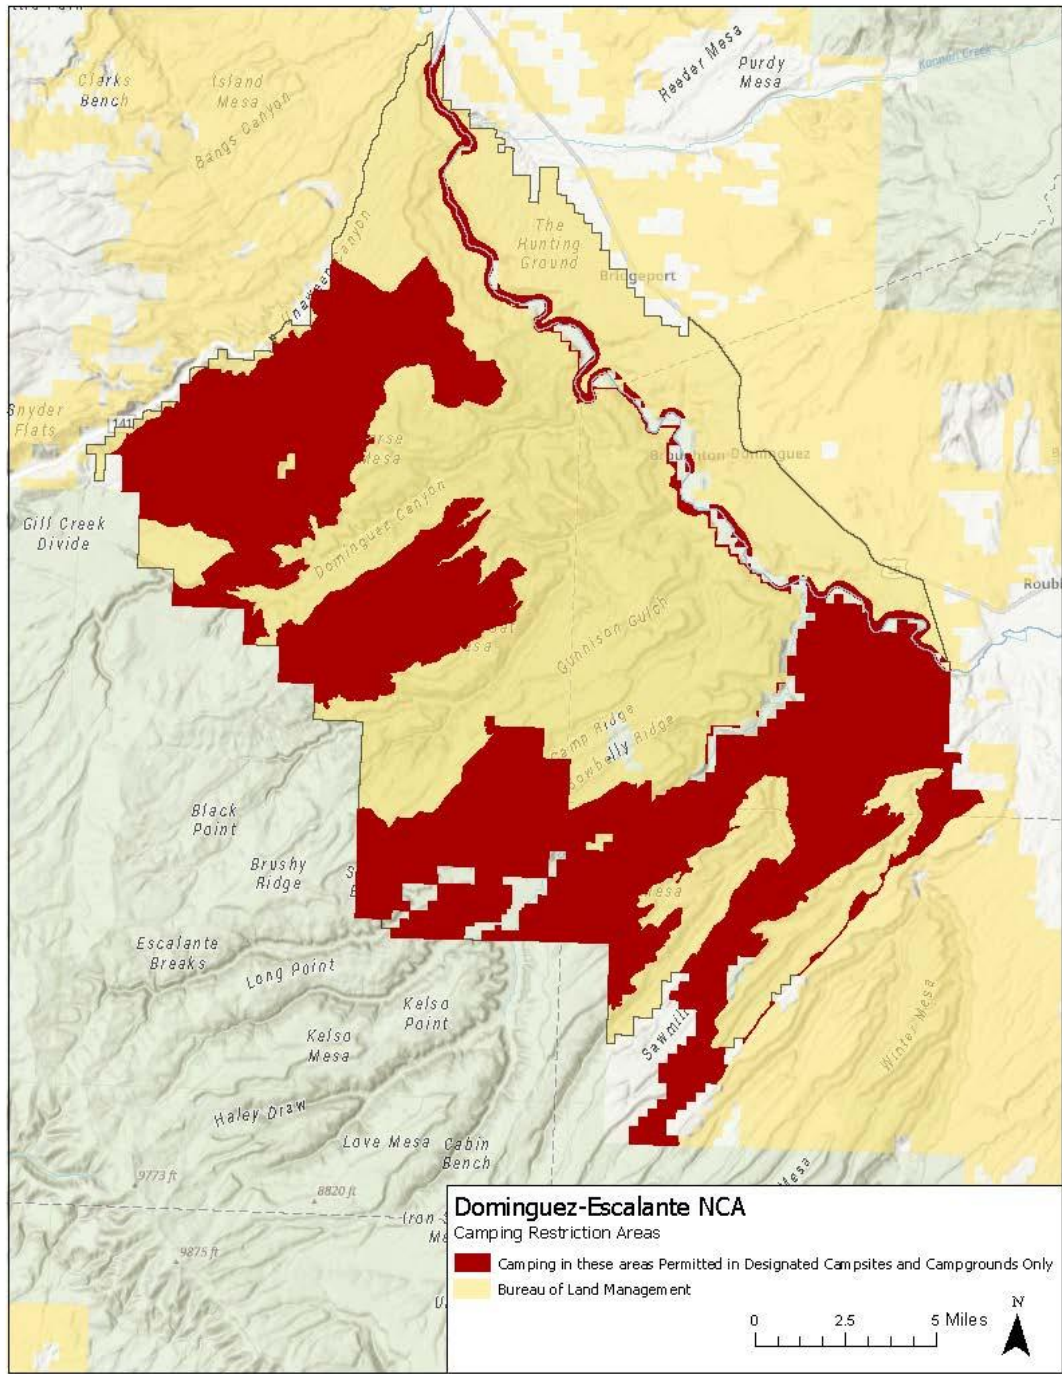 Reeder Mesa
Purdy
Mesa
Kannah Creek
Clarks
Bench
Island
Mesa
Bangs Canyon
The
Hunting
Ground
Bridgeport
Snyder
Flats
141
Mesa
Dominguez
Dominguez Canyon
Gill Creek
Divide
Gunnison Gulch
Camp Ridge
Ridge
Black
Point
Brushy
Ridge
Escalante
Breaks
Long Point
Kelso
Point
Kelso
Mesa
Sawmill
Winter Mesa
Haley Draw
Love Mesa
Cabin
Bench
9773 ft
8820 ft
9875 ft
Mesa
Dominguez-Escalante NCA
Camping Restriction Areas
Camping in these areas Permitted in Designated Campsites and Campgrounds Only
Bureau of Land Management
0 2.5 5 Miles
N